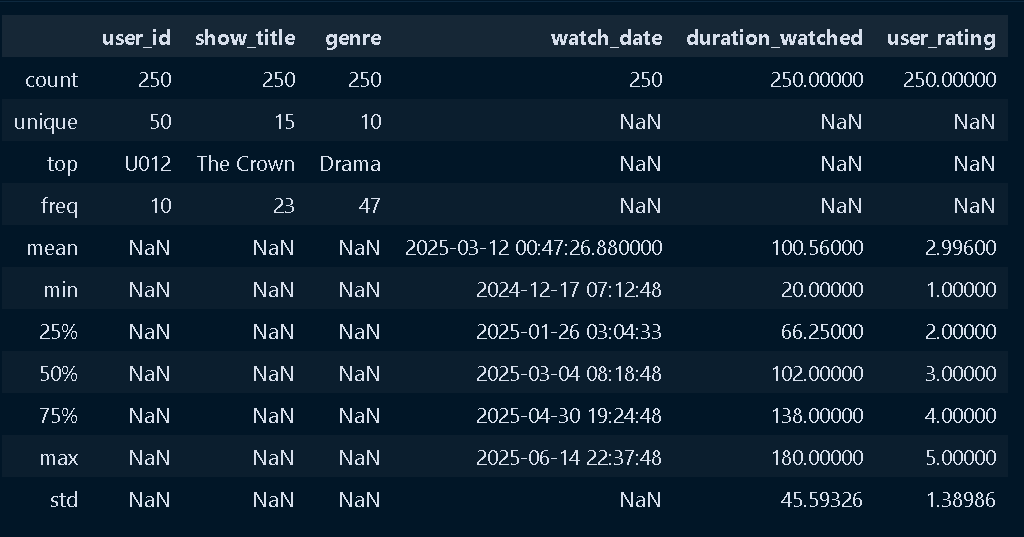 user_id show_title genre watch_date duration_watched user_rating
count 250 250 250 250 250.00000 250.00000
unique 50 15 10 NaN NaN NaN
top U012 The Crown Drama NaN NaN NaN
freq 10 23 47 NaN NaN NaN
mean NaN NaN NaN 2025-03-12 00:47:26.880000 100.56000 2.99600
min NaN NaN NaN 2024-12-17 07:12:48 20.00000 1.00000
25% NaN NaN NaN 2025-01-26 03:04:33 66.25000 2.00000
50% NaN NaN NaN 2025-03-04 08:18:48 102.00000 3.00000
75% NaN NaN NaN 2025-04-30 19:24:48 138.00000 4.00000
max NaN NaN NaN 2025-06-14 22:37:48 180.00000 5.00000
std NaN NaN NaN NaN 45.59326 1.38986